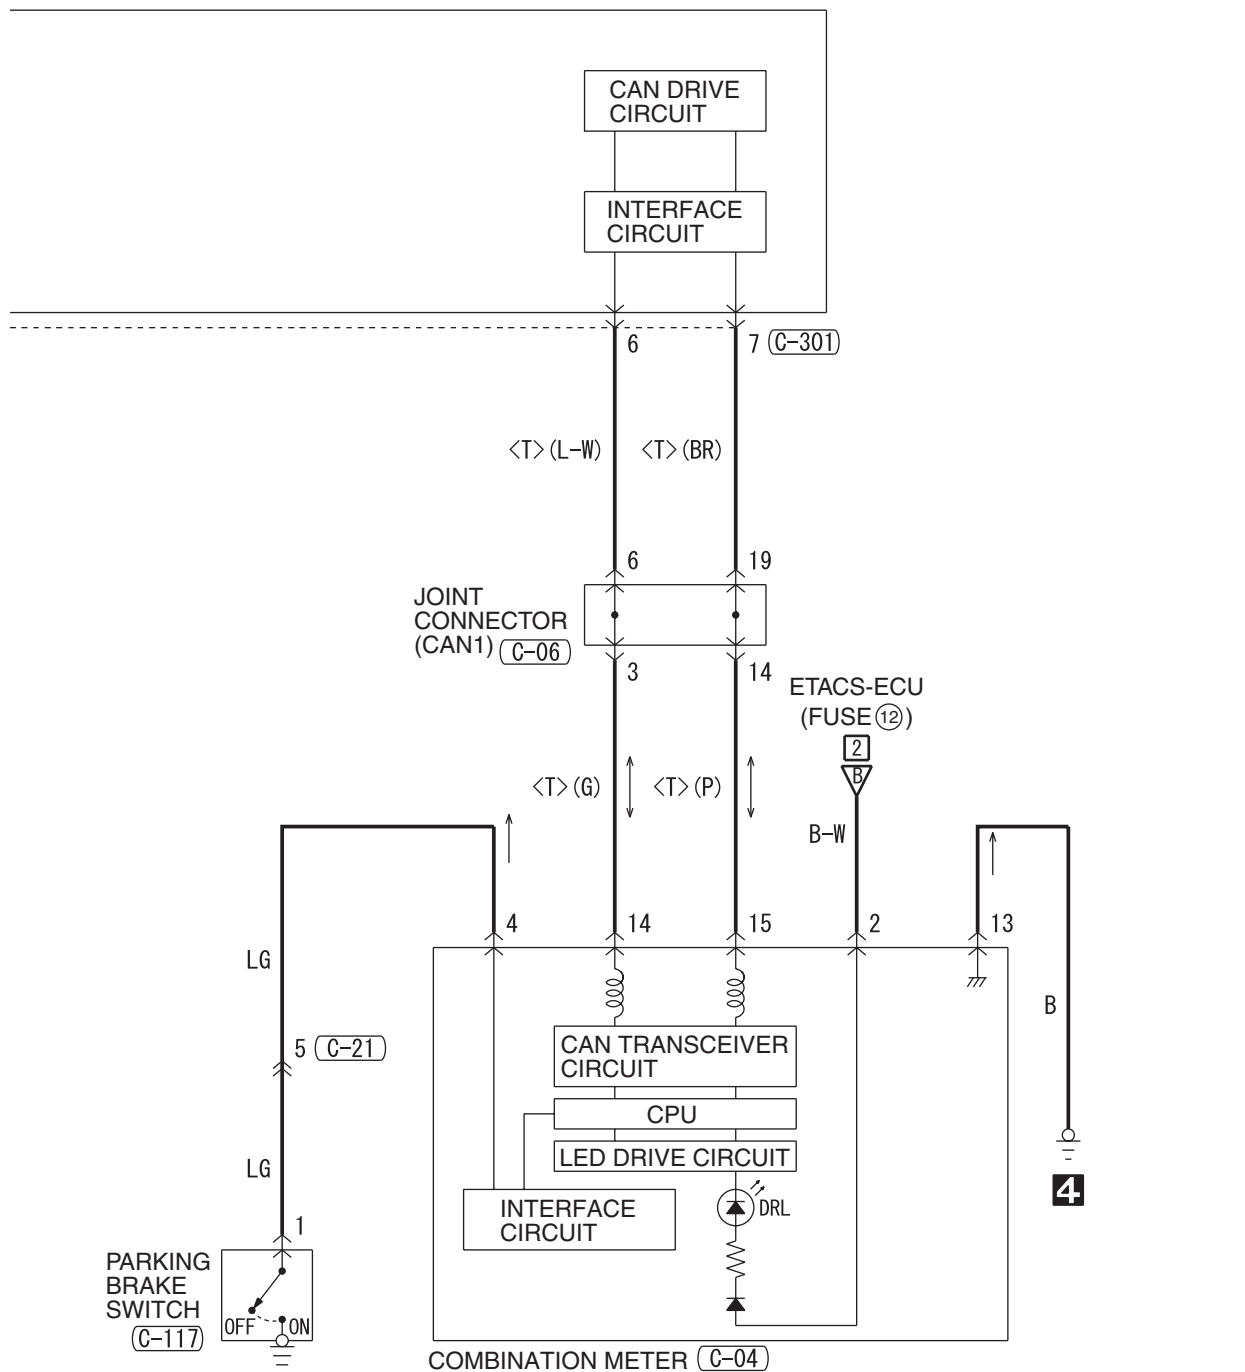 CAN DRIVE
CIRCUIT
INTERFACE
CIRCUIT
6
7 C-301
<T>(L-W)
<T>(BR)
6
19
JOINT
CONNECTOR
(CAN1) C-06
3
14
ETACS-ECU
(FUSE 12)
2
B
<T>(G)
<T>(P)
B-W
4
14
15
2
13
LG
B
5 C-21
CAN TRANSCEIVER
CIRCUIT
CPU
LED DRIVE CIRCUIT
LG
4
DRL
INTERFACE
CIRCUIT
1
PARKING
BRAKE
SWITCH
C-117
OFF
ON
COMBINATION METER C-04